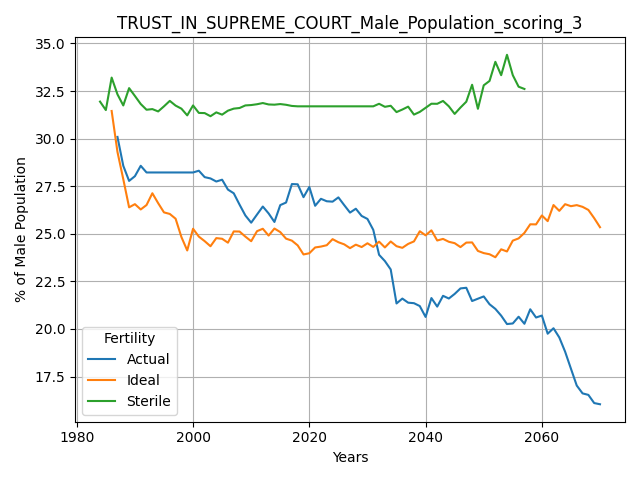 TRUST_IN_SUPREME_COURT_Male_Population_scoring_3
35.0
32.5
30.0
27.5
25.0
22.5
20.0
17.5
% of Male Population
Fertility
Actual
Ideal
Sterile
1980 2000 2020 2040 2060
Years